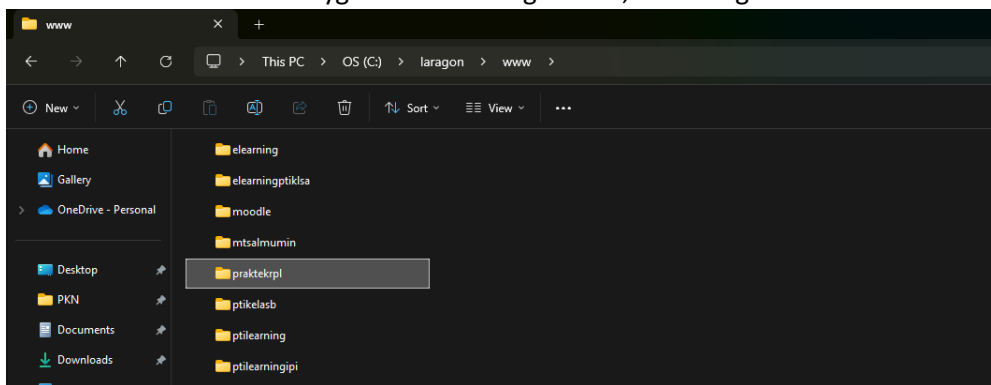 www
This PC > OS (C:) > laragon > www >
New Sort View ...
Home
Gallery
OneDrive - Personal
Desktop
PKN
Documents
Downloads
elearning
elearningptiklsa
moodle
mtsalmumin
praktekrpl
ptikelasb
ptilearning
ptilearningipi